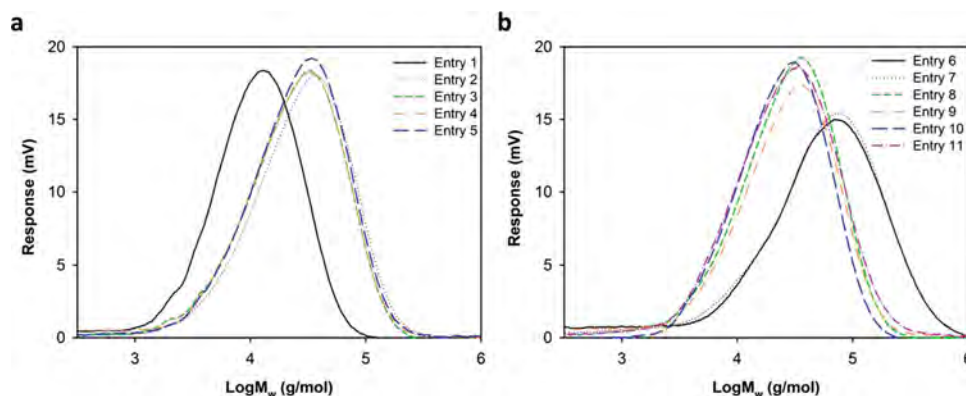 a
b
20
15
10
5
0
Response (mV)
3
4
5
6
LogMw (g/mol)
Entry 1
Entry 2
Entry 3
Entry 4
Entry 5
20
15
10
5
0
Response (mV)
3
4
5
6
LogMw (g/mol)
Entry 6
Entry 7
Entry 8
Entry 9
Entry 10
Entry 11